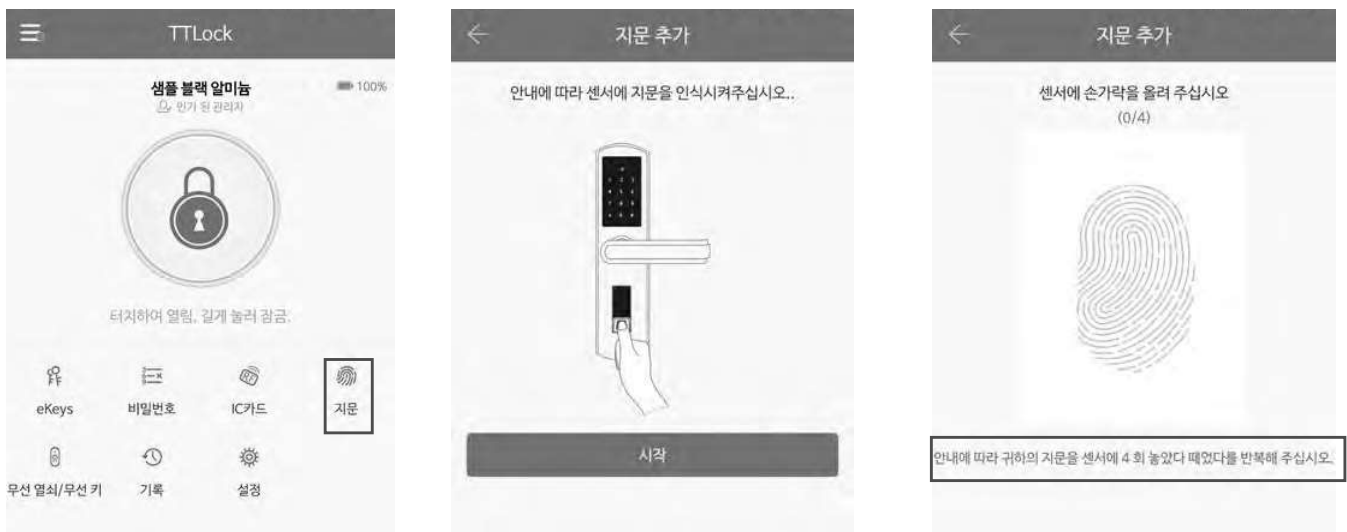 TTLock
샘플 블랙 알미늄
100%
인가 된 관리자
터치하여 열림, 길게 눌러 잠금.
eKeys
비밀번호
IC카드
지문
무선 열쇠/무선 키
기록
설정
지문 추가
안내에 따라 센서에 지문을 인식시켜주십시오..
시작
지문 추가
센서에 손가락을 올려 주십시오
(0/4)
안내에 따라 귀하의 지문을 센서에 4 회 놓았다 떼었다를 반복해 주십시오.